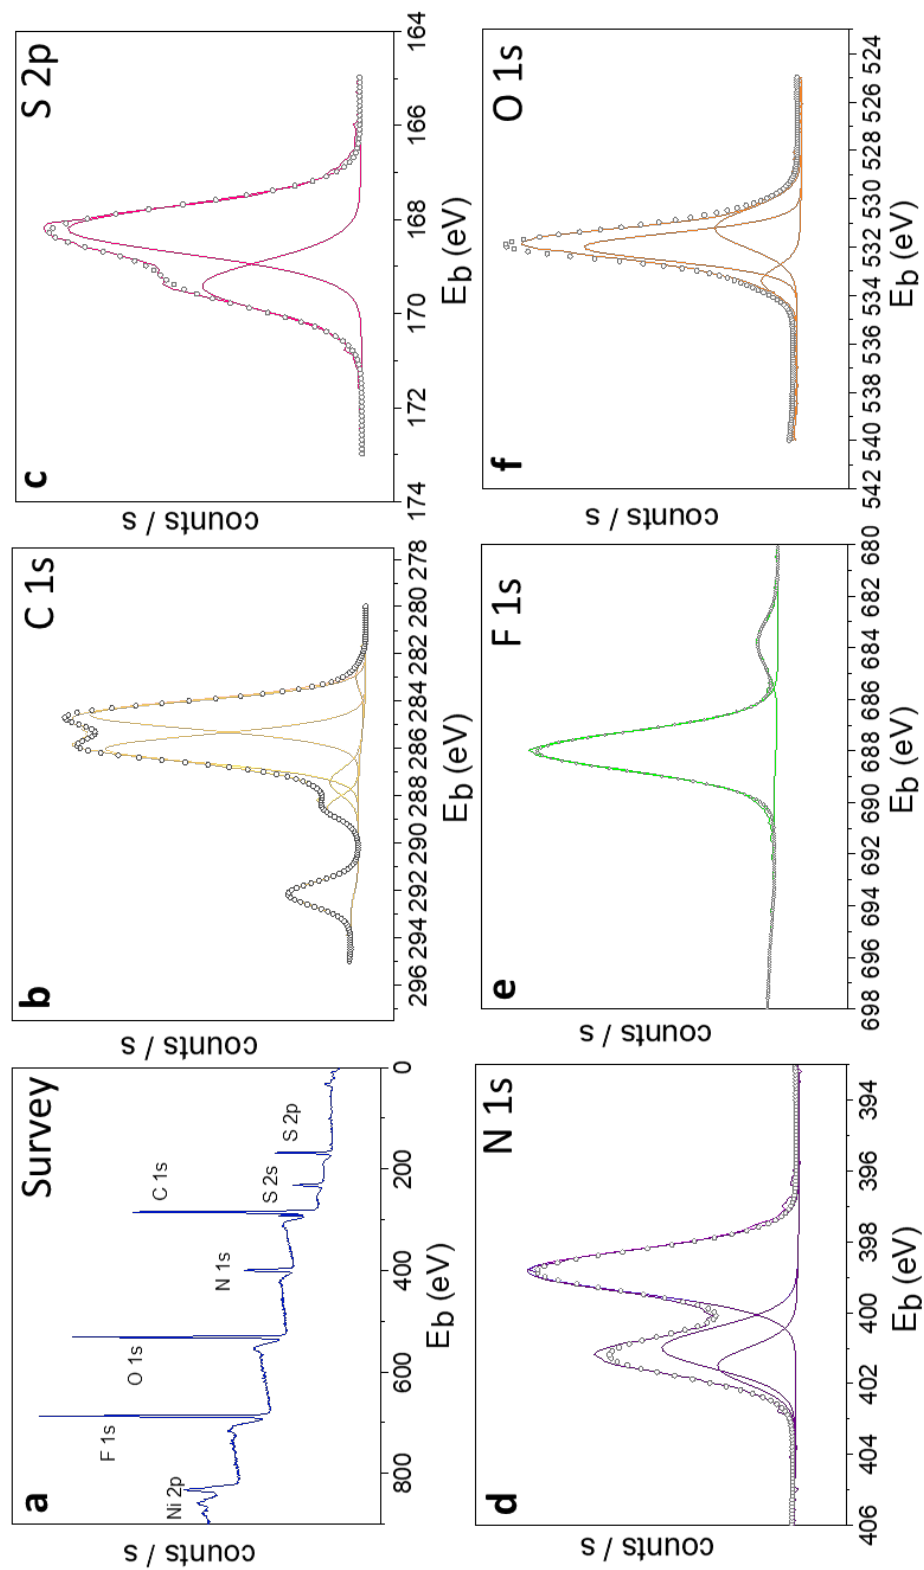 a
Survey
counts / s
Ni 2p
F 1s
O 1s
N 1s
C 1s
S 2s
S 2p
800
600
400
200
0
Eb (eV)
b
C 1s
counts / s
296 294 292 290 288 286 284 282 280 278
Eb (eV)
c
S 2p
counts / s
174 172 170 168 166 164
Eb (eV)
d
N 1s
counts / s
406 404 402 400 398 396 394
Eb (eV)
e
F 1s
counts / s
698 696 694 692 690 688 686 684 682 680
Eb (eV)
f
O 1s
counts / s
542 540 538 536 534 532 530 528 526 524
Eb (eV)